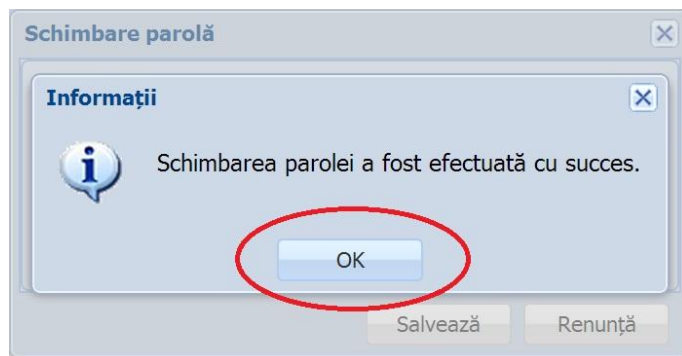 Schimbare parolă
Informații
Schimbarea parolei a fost efectuată cu succes.
OK
Salvează Renunță